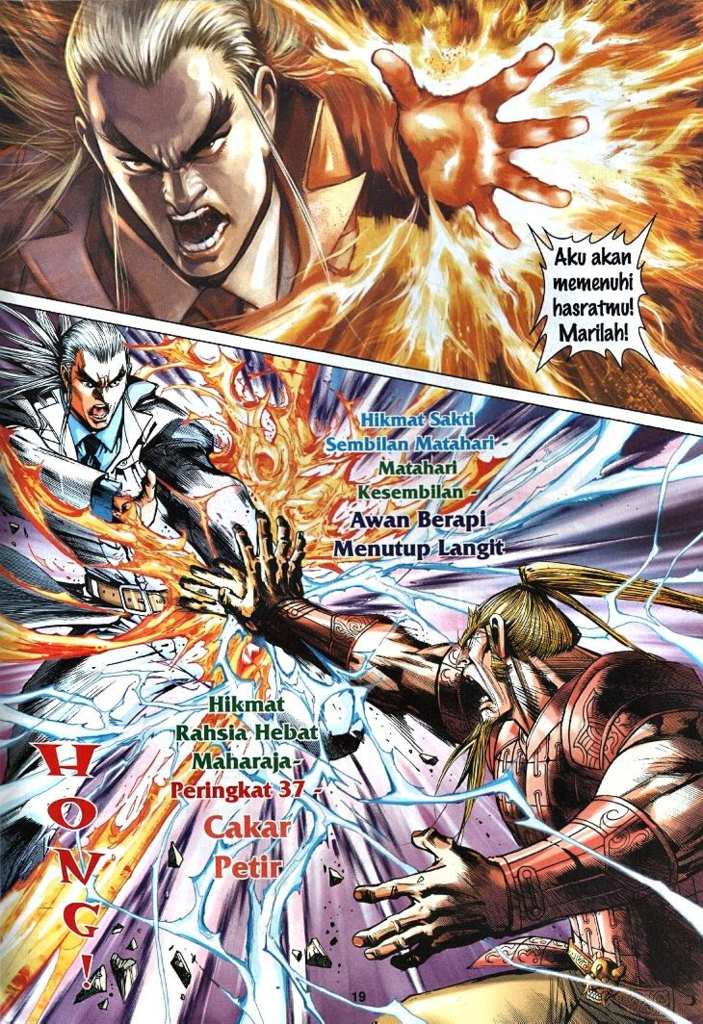 Aku akan
memenuhi
hasratmu!
Marilah!
Hikmat Sakti
Sembilan Matahari -
Matahari
Kesembilan -
Awan Berapi
Menutup Langit
Hikmat
Rahsia Hebat
Maharaja-
Peringkat 37 -
Cakar
Petir
HONG!
19